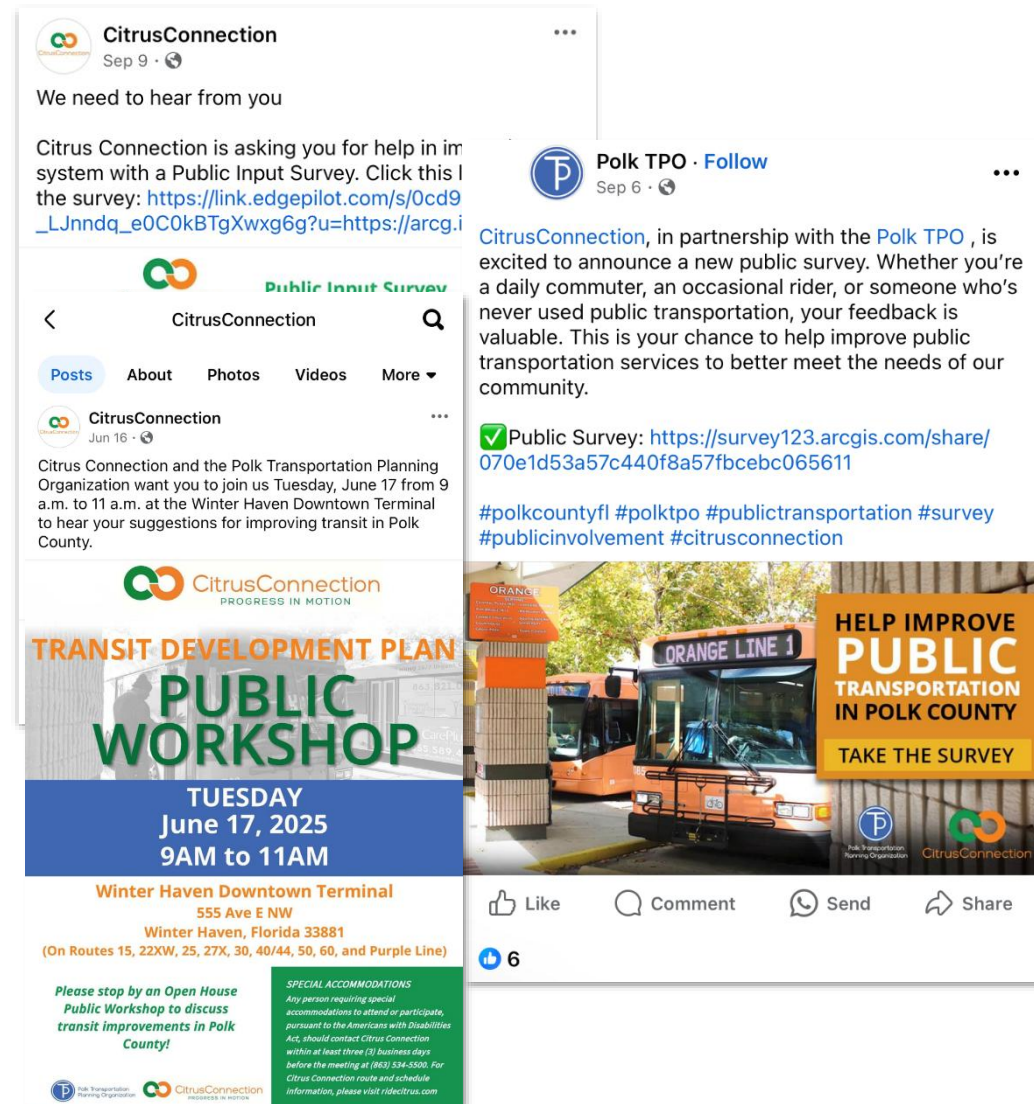 CitrusConnection
Sep 9 ·
We need to hear from you
Citrus Connection is asking you for help in im
system with a Public Input Survey. Click this l
the survey: https://link.edgepilot.com/s/0cd9
_LJnndq_e0C0kBTgXwxg6g?u=https://arcg.i
Public Input Survey
CitrusConnection
Posts About Photos Videos More
CitrusConnection
Jun 16 ·
Citrus Connection and the Polk Transportation Planning
Organization want you to join us Tuesday, June 17 from 9
a.m. to 11 a.m. at the Winter Haven Downtown Terminal
to hear your suggestions for improving transit in Polk
County.
CitrusConnection
PROGRESS IN MOTION
TRANSIT DEVELOPMENT PLAN
PUBLIC
WORKSHOP
TUESDAY
June 17, 2025
9AM to 11AM
Winter Haven Downtown Terminal
555 Ave E NW
Winter Haven, Florida 33881
(On Routes 15, 22XW, 25, 27X, 30, 40/44, 50, 60, and Purple Line)
Please stop by an Open House
Public Workshop to discuss
transit improvements in Polk
County!
Polk Transportation
Planning Organization
CitrusConnection
PROGRESS IN MOTION
SPECIAL ACCOMMODATIONS
Any person requiring special
accommodations to attend or participate,
pursuant to the Americans with Disabilities
Act, should contact Citrus Connection
within at least three (3) business days
before the meeting at (863) 534-5500. For
Citrus Connection route and schedule
information, please visit ridecitrus.com
Polk TPO · Follow
Sep 6 ·
CitrusConnection, in partnership with the Polk TPO , is
excited to announce a new public survey. Whether you're
a daily commuter, an occasional rider, or someone who's
never used public transportation, your feedback is
valuable. This is your chance to help improve public
transportation services to better meet the needs of our
community.
Public Survey: https://survey123.arcgis.com/share/
070e1d53a57c440f8a57fbcebc065611
#polkcountyfl #polktpo #publictransportation #survey
#publicinvolvement #citrusconnection
ORANGE
ORANGE LINE 1
HELP IMPROVE
PUBLIC
TRANSPORTATION
IN POLK COUNTY
TAKE THE SURVEY
Polk Transportation
Planning Organization
CitrusConnection
Like Comment Send Share
6